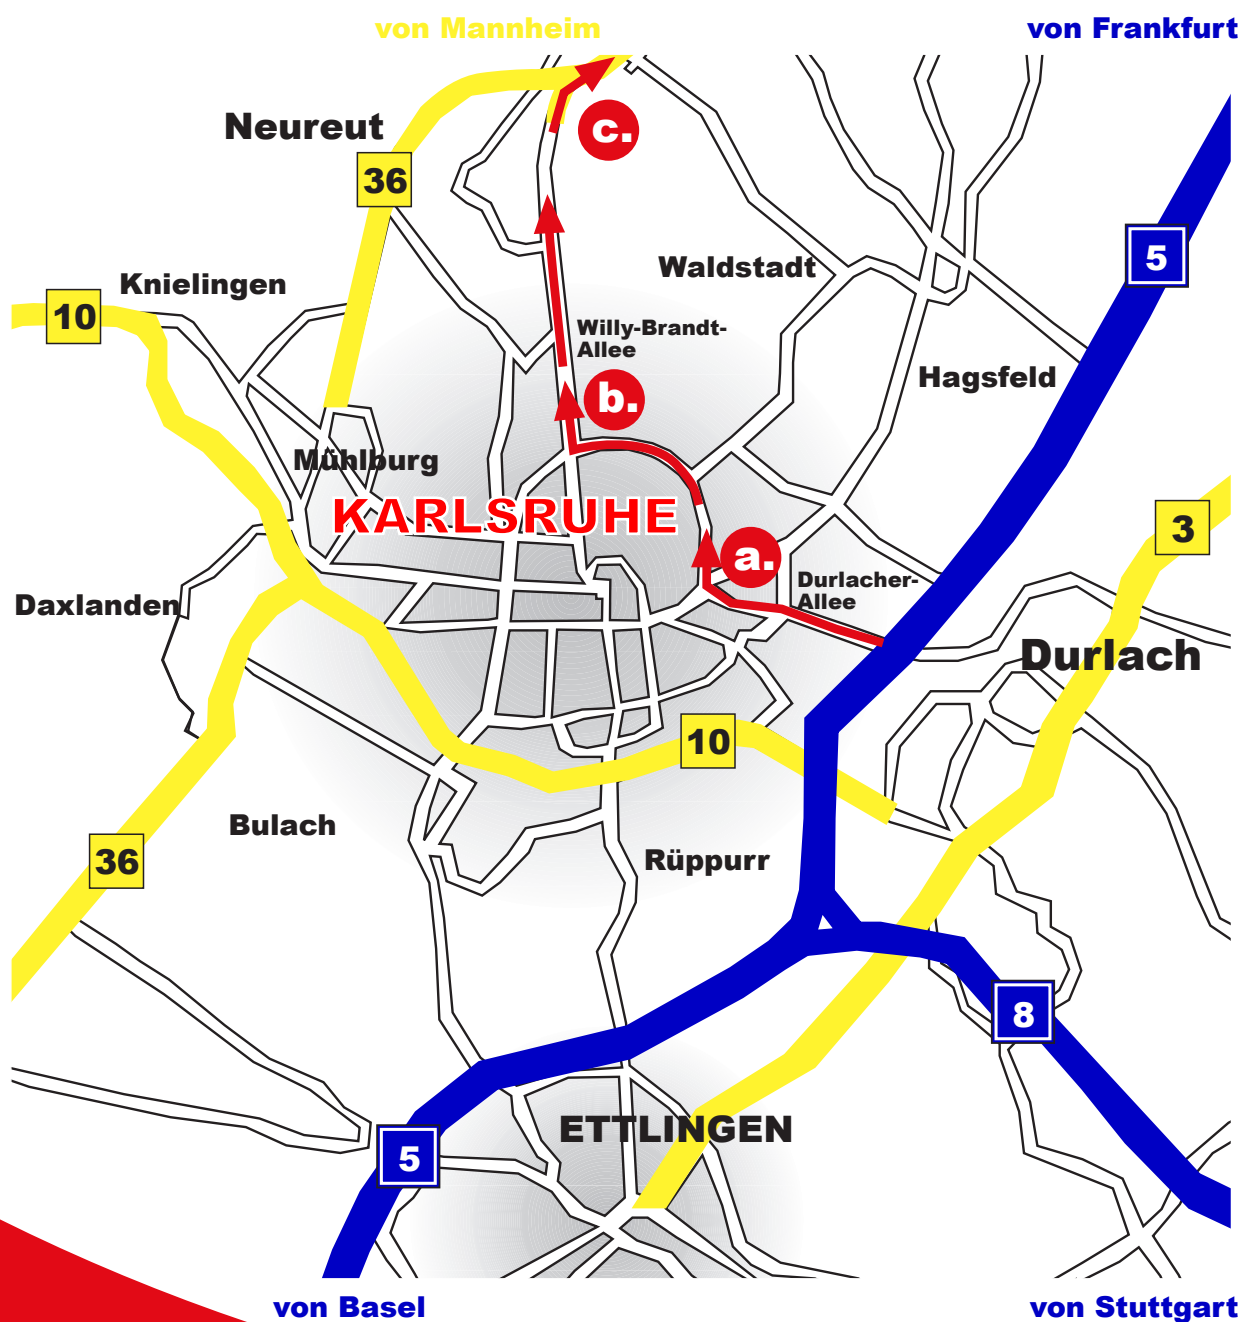 von Mannheim
von Frankfurt
Neureut
c.
36
5
Waldstadt
Knielingen
10
Willy-Brandt-
Allee
Hagsfeld
b.
Mühlburg
KARLSRUHE
3
a.
Durlacher-
Allee
Daxlanden
Durlach
10
Bulach
36
Rüppurr
8
ETTLINGEN
5
von Basel
von Stuttgart